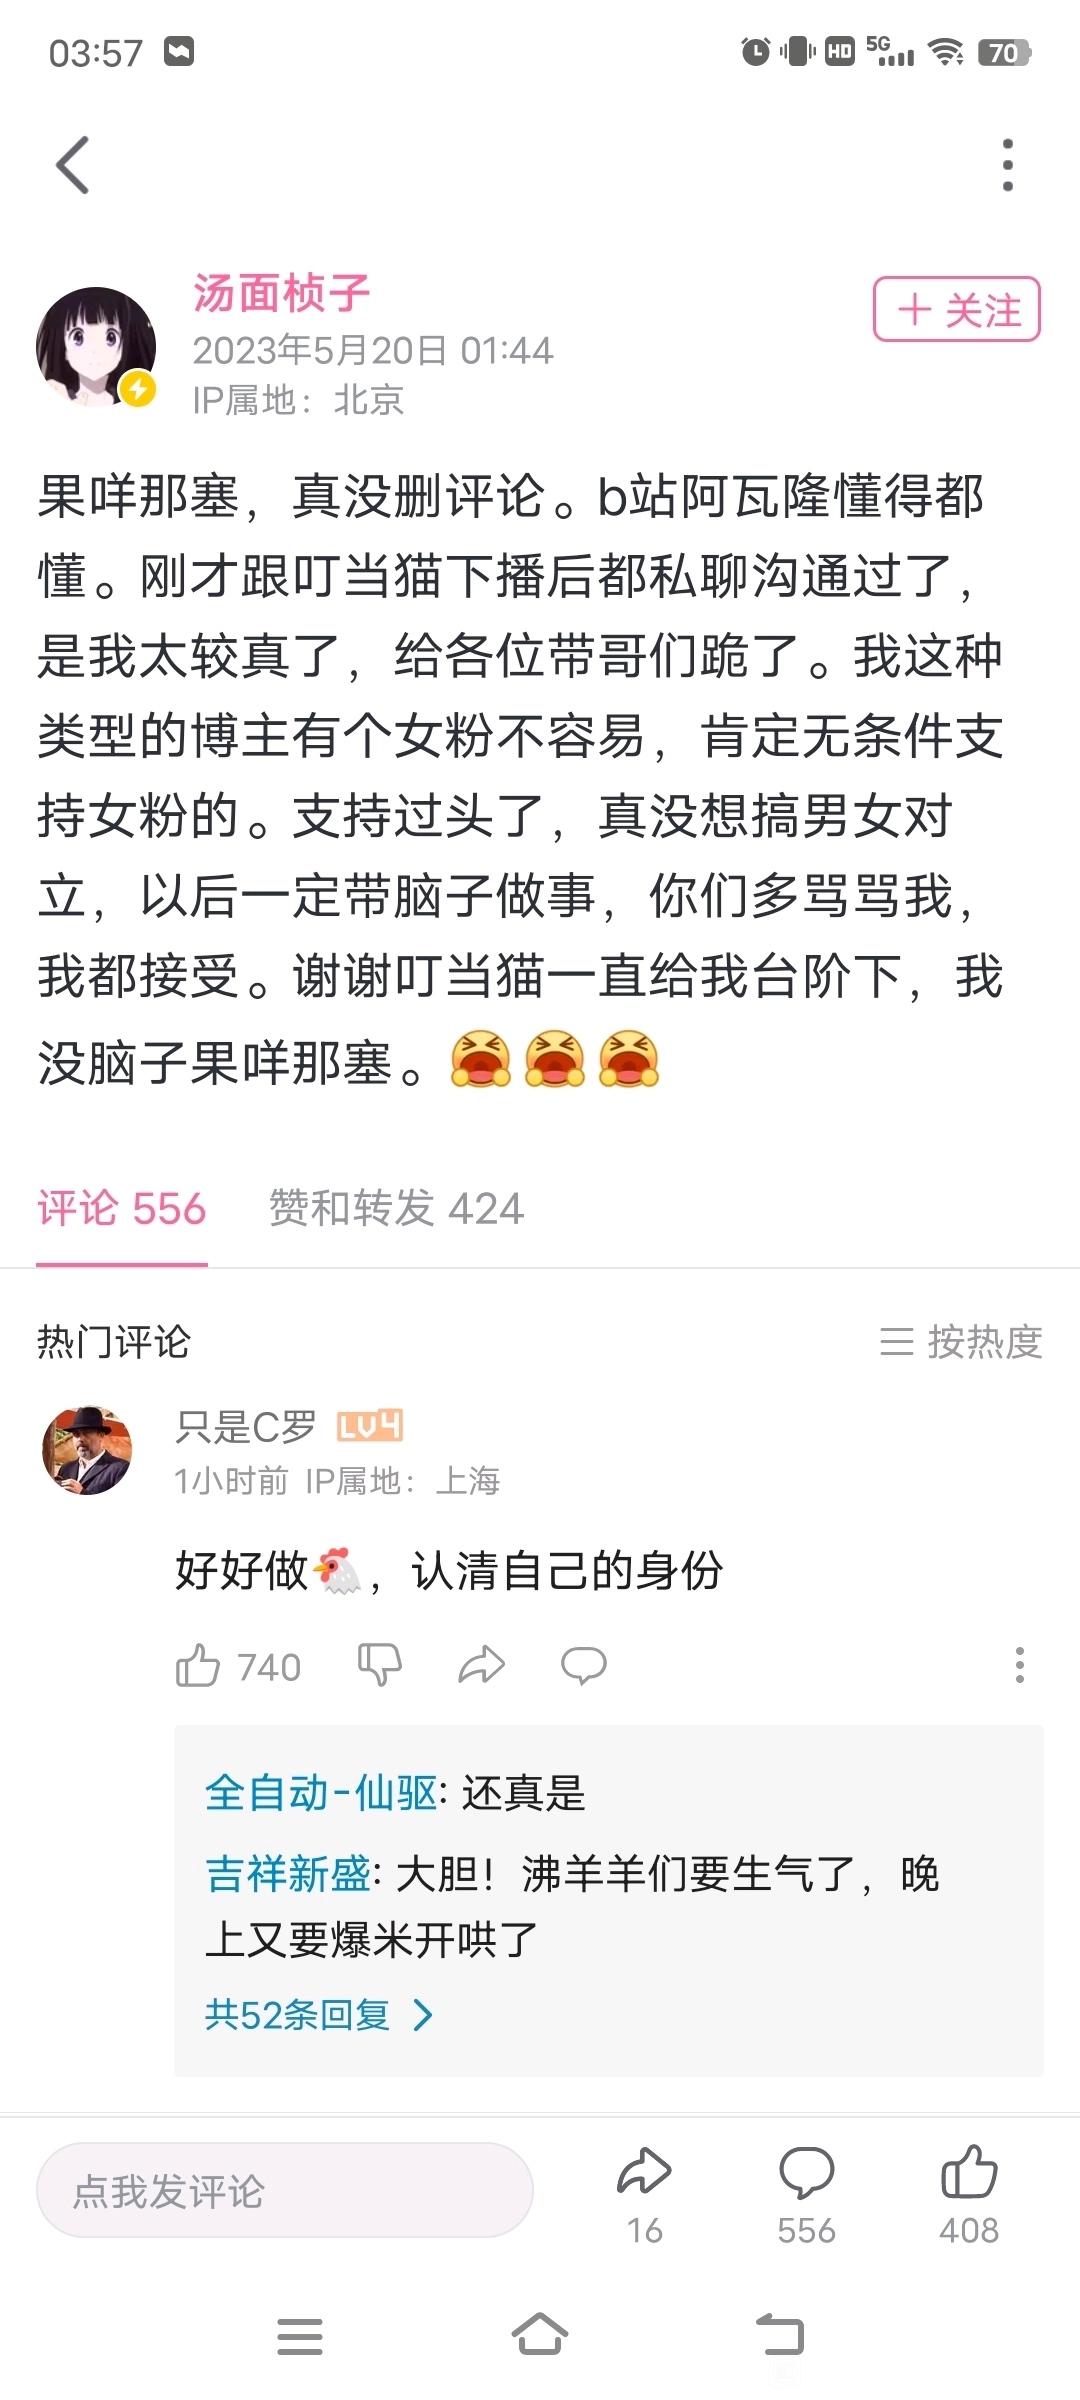 03:57
HD 5G 70
汤面桢子
+ 关注
2023年5月20日 01:44
IP属地：北京
果咩那塞，真没删评论。b站阿瓦隆懂得都
懂。刚才跟叮当猫下播后都私聊沟通过了，
是我太较真了，给各位带哥们跪了。我这种
类型的博主有个女粉不容易，肯定无条件支
持女粉的。支持过头了，真没想搞男女对
立，以后一定带脑子做事，你们多骂骂我，
我都接受。谢谢叮当猫一直给我台阶下，我
没脑子果咩那塞。😫😫😫
评论 556 赞和转发 424
热门评论 按热度
只是C罗 LV4
1小时前 IP属地：上海
好好做🐔，认清自己的身份
740
全自动-仙驱: 还真是
吉祥新盛: 大胆！沸羊羊们要生气了，晚
上又要爆米开哄了
共52条回复 >
点我发评论
16 556 408